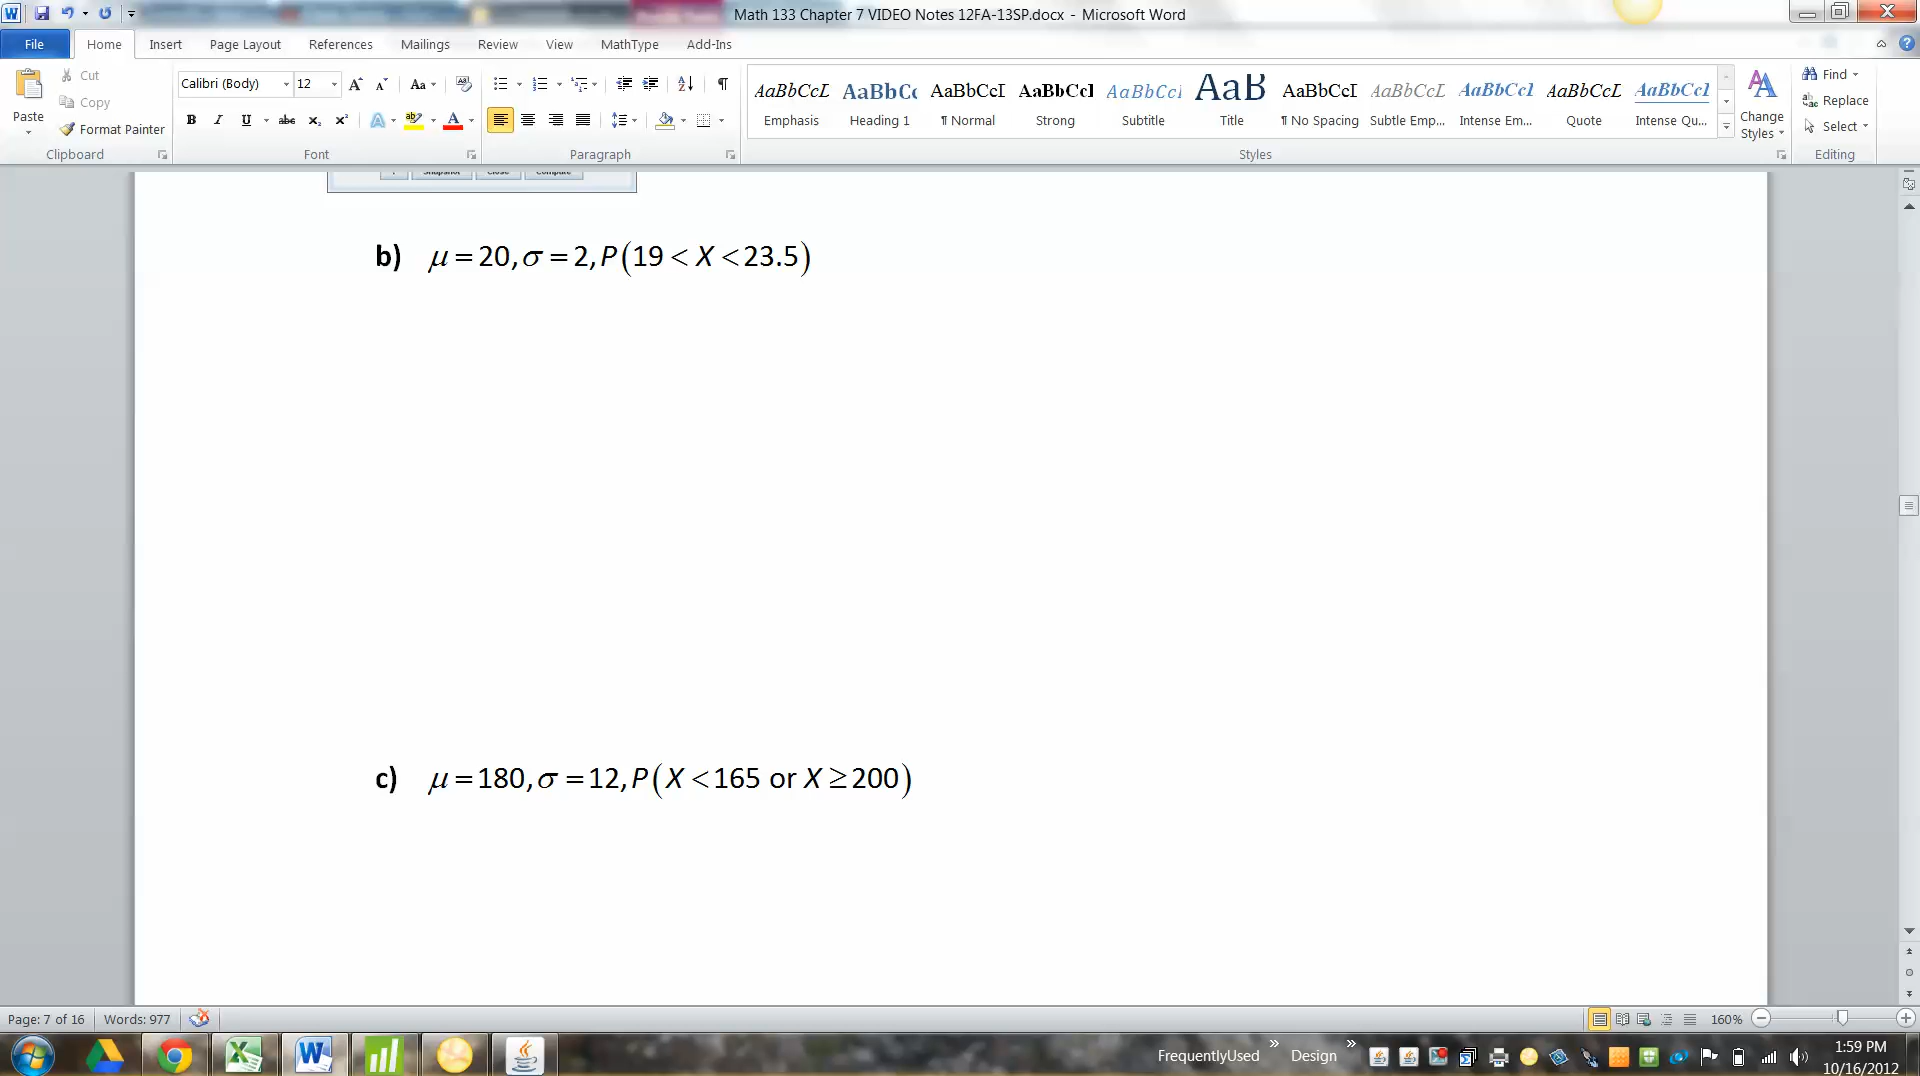 Math 133 Chapter 7 VIDEO Notes 12FA-13SP.docx - Microsoft Word
File Home Insert Page Layout References Mailings Review View MathType Add-Ins
Paste
Cut
Copy
Format Painter
Clipboard
Calibri (Body) 12
B I U abc x₂ x²
Font
Paragraph
AaBbCcL AaBbCc AaBbCcI AaBbCcI AaBbCcI AaB AaBbCcI AaBbCcL AaBbCcI AaBbCcL AaBbCcI
Emphasis Heading 1 ¶ Normal Strong Subtitle Title ¶ No Spacing Subtle Emp... Intense Em... Quote Intense Qu...
Styles
Change Styles
Find
Replace
Select
Editing
b) μ = 20, σ = 2, P(19 < X < 23.5)
c) μ = 180, σ = 12, P(X < 165 or X ≥ 200)
Page: 7 of 16 Words: 977 160%
FrequentlyUsed » Design »
1:59 PM
10/16/2012